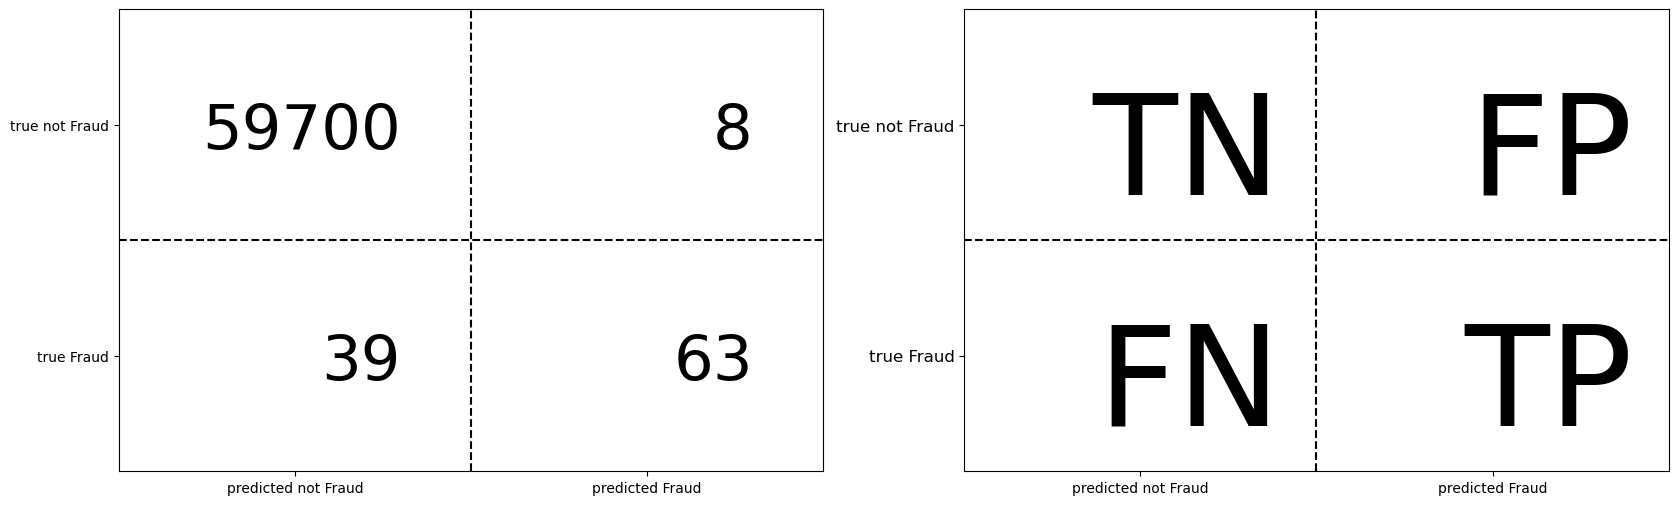 true not Fraud 59700 8
true Fraud 39 63
predicted not Fraud predicted Fraud
true not Fraud TN FP
true Fraud FN TP
predicted not Fraud predicted Fraud